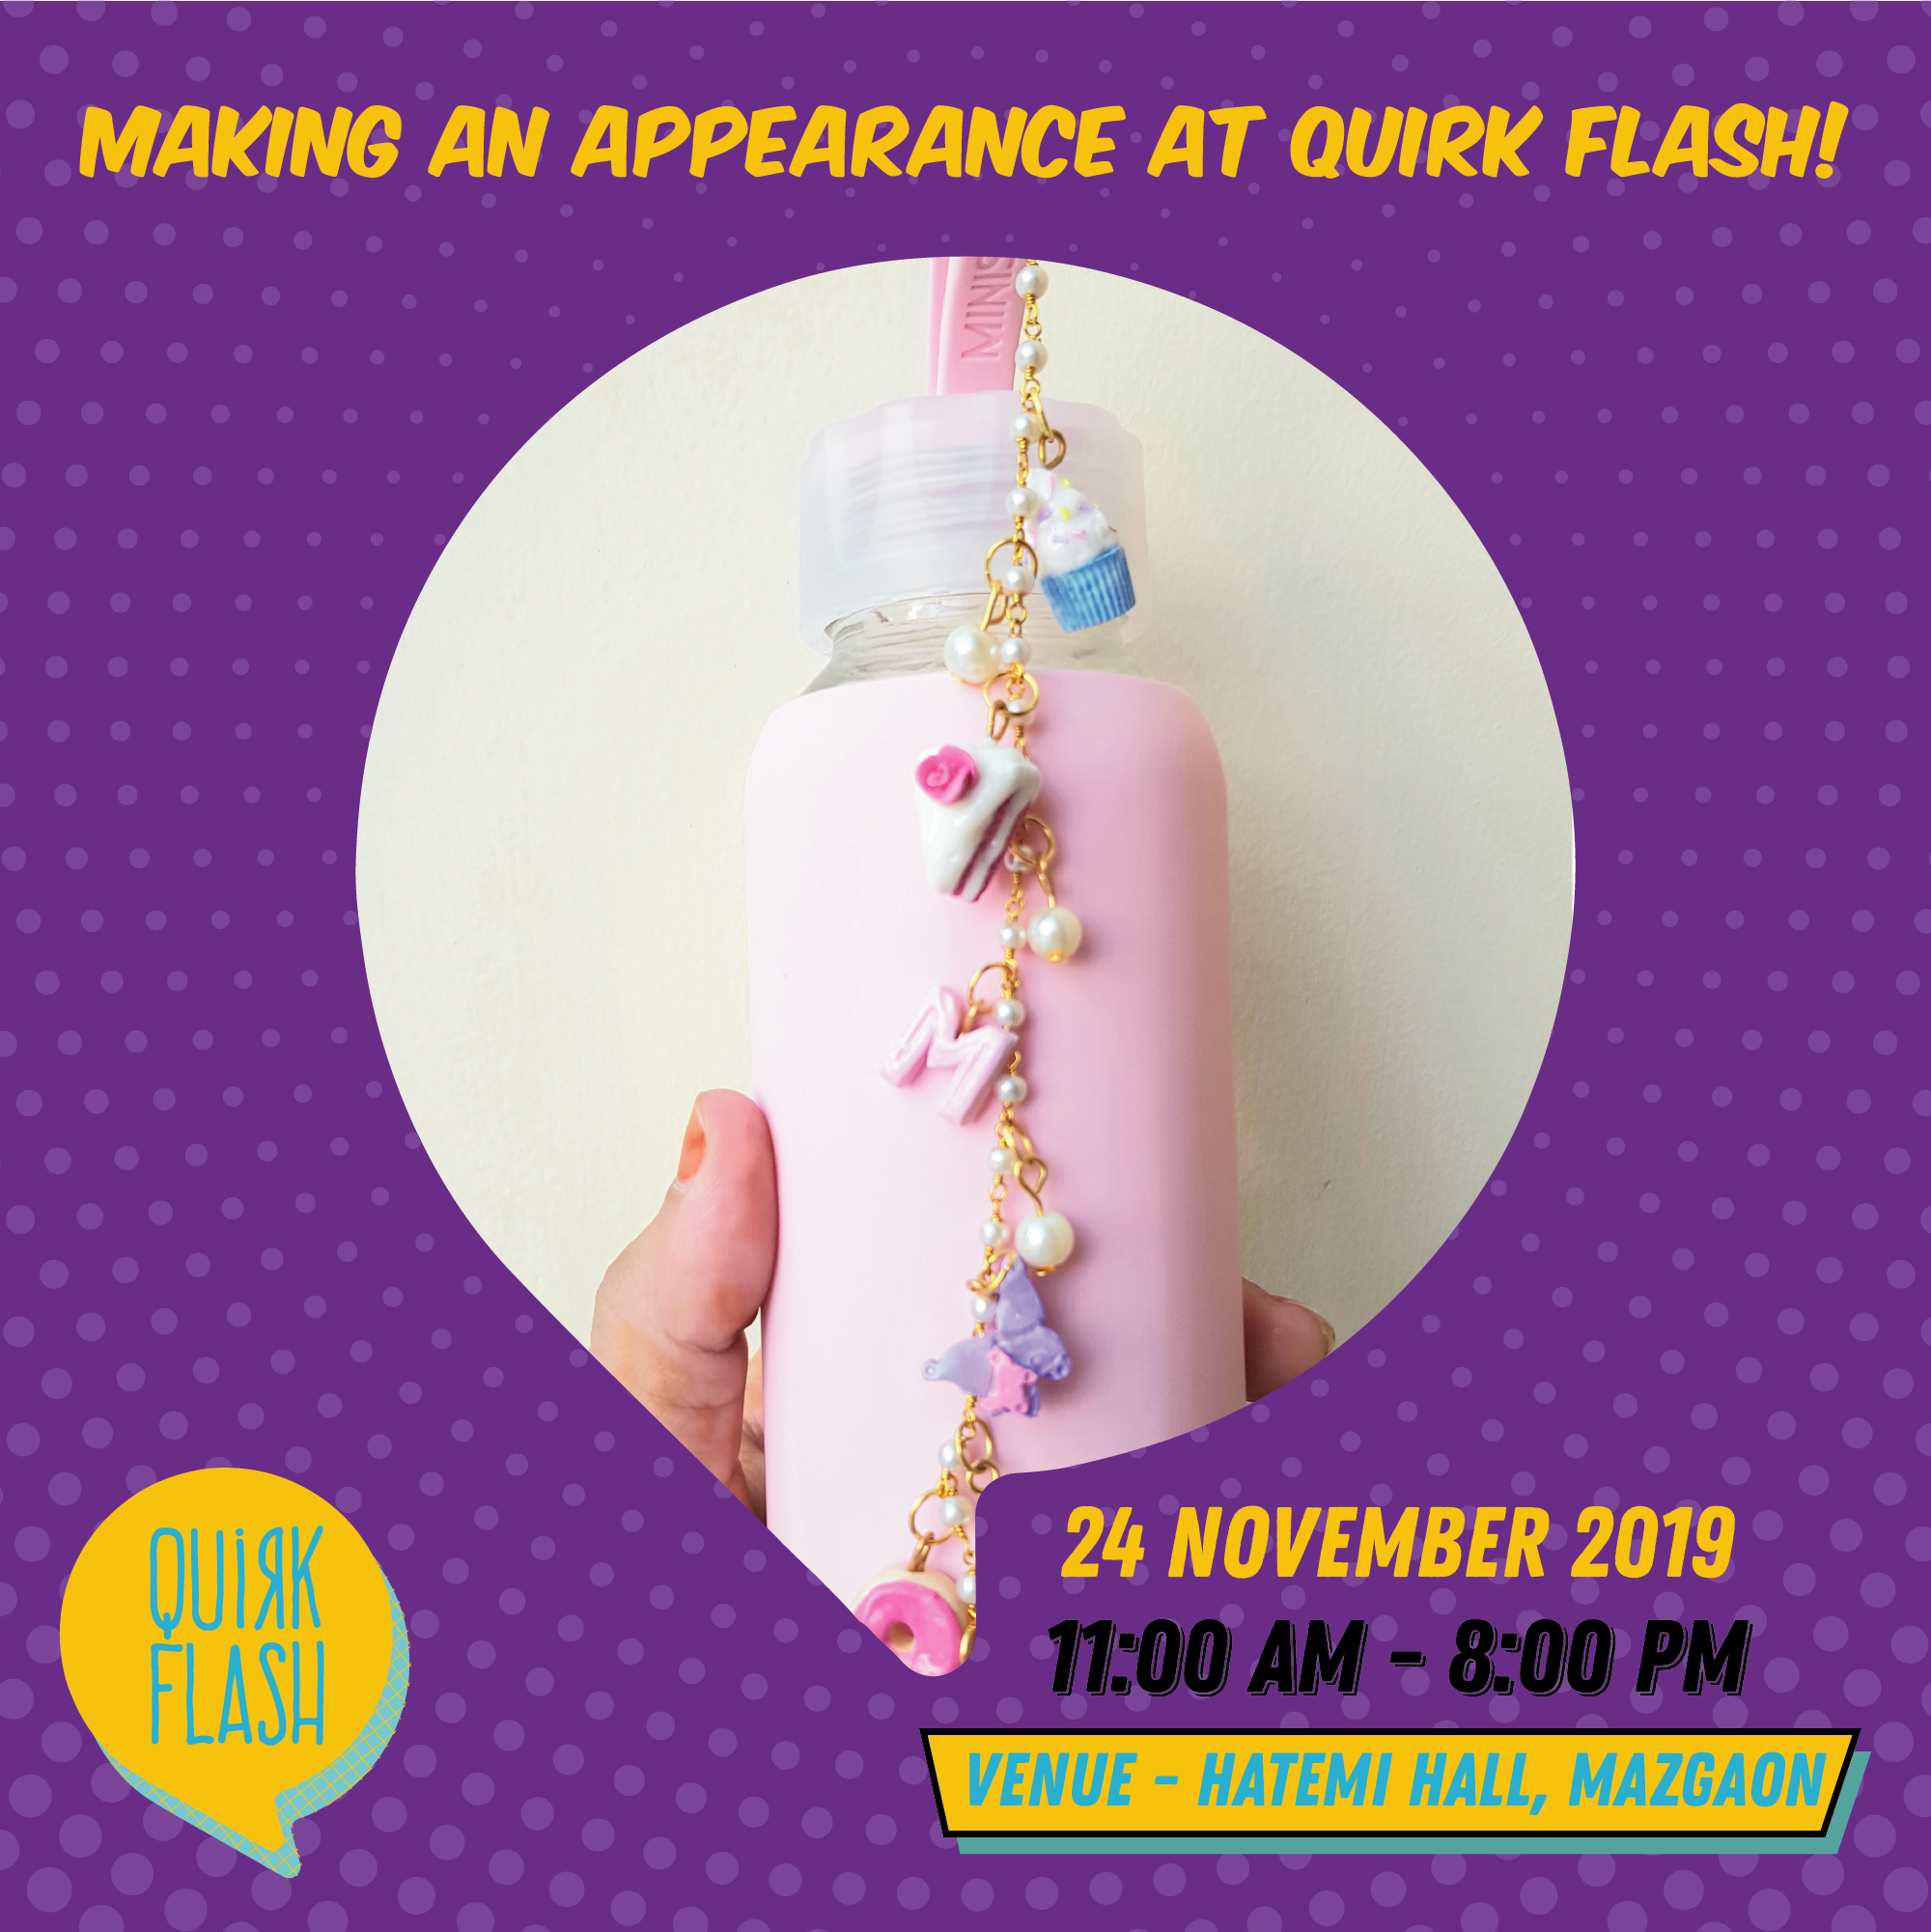 MAKING AN APPEARANCE AT QUIRK FLASH!
MINIS
M
24 NOVEMBER 2019
11:00 AM - 8:00 PM
VENUE - HATEMI HALL, MAZGAON
QUiRK
FLASH